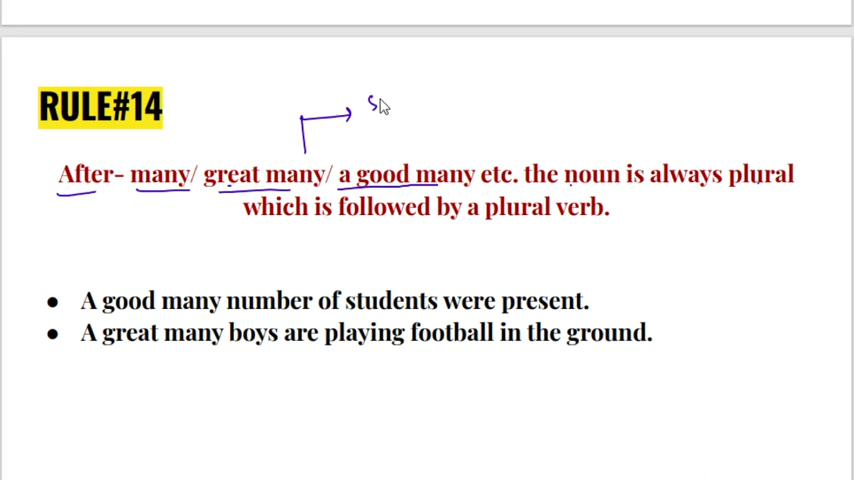 RULE#14
S
After- many/ great many/ a good many etc. the noun is always plural
which is followed by a plural verb.
● A good many number of students were present.
● A great many boys are playing football in the ground.